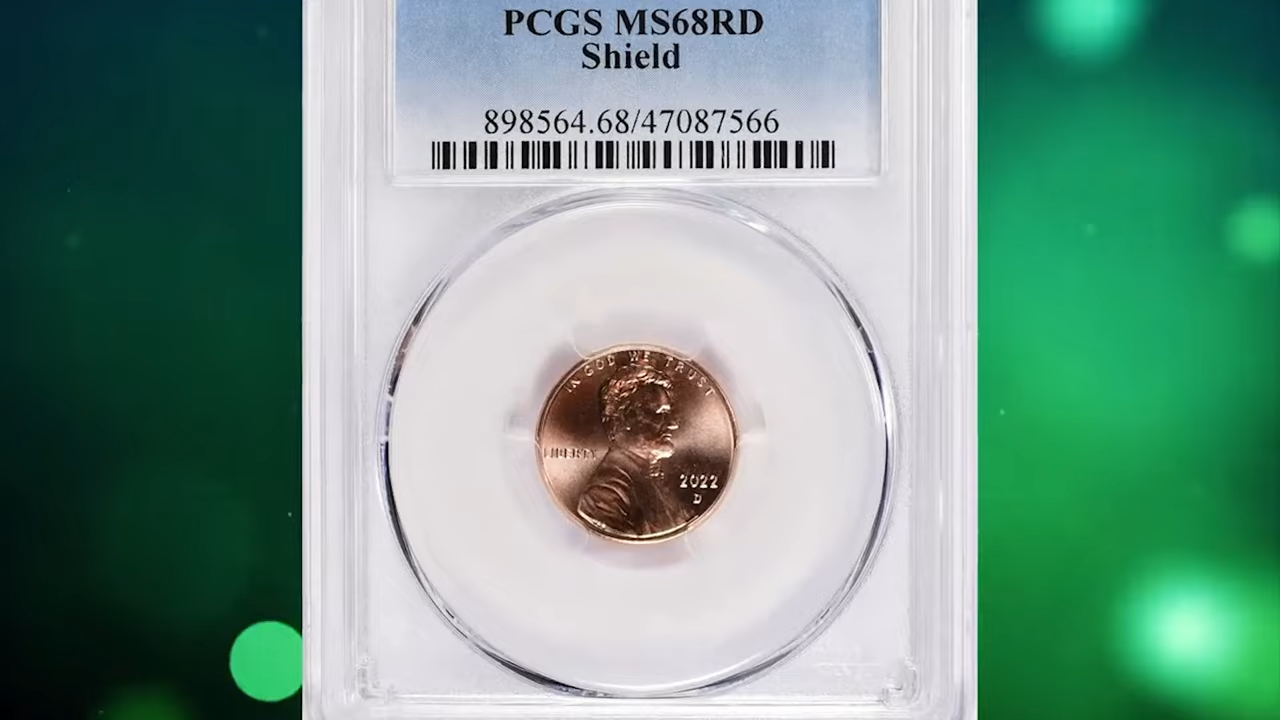 PCGS MS68RD
Shield
898564.68/47087566
IN GOD WE TRUST
LIBERTY
2022
D